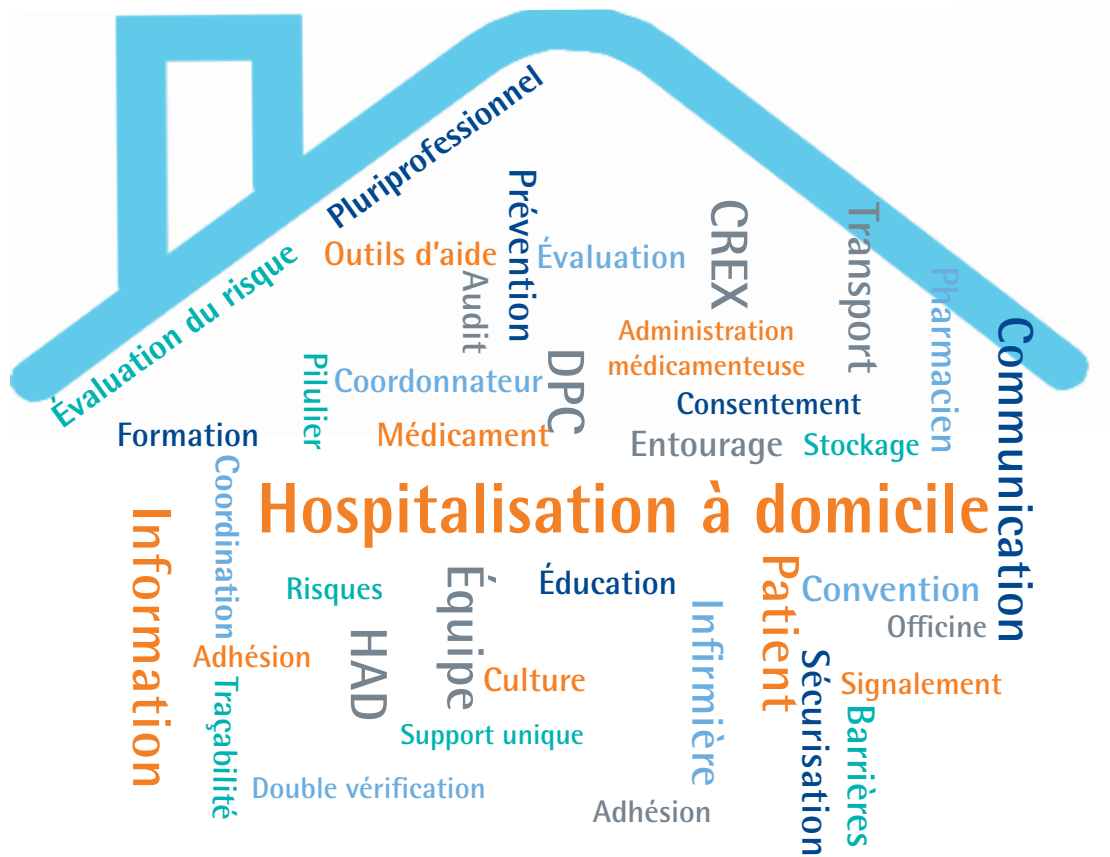 Pluriprofessionnel
Évaluation du risque
Prévention
Outils d'aide
Évaluation
CREX
Transport
Audit
Pharmacien
Administration
médicamenteuse
Communication
Pilulier
Coordonnateur
DPC
Consentement
Formation
Médicament
Entourage
Stockage
Coordination
Hospitalisation à domicile
Information
Risques
Équipe
Éducation
Patient
Convention
Infirmière
Officine
HAD
Adhésion
Culture
Sécurisation
Signalement
Traçabilité
Support unique
Barrières
Double vérification
Adhésion